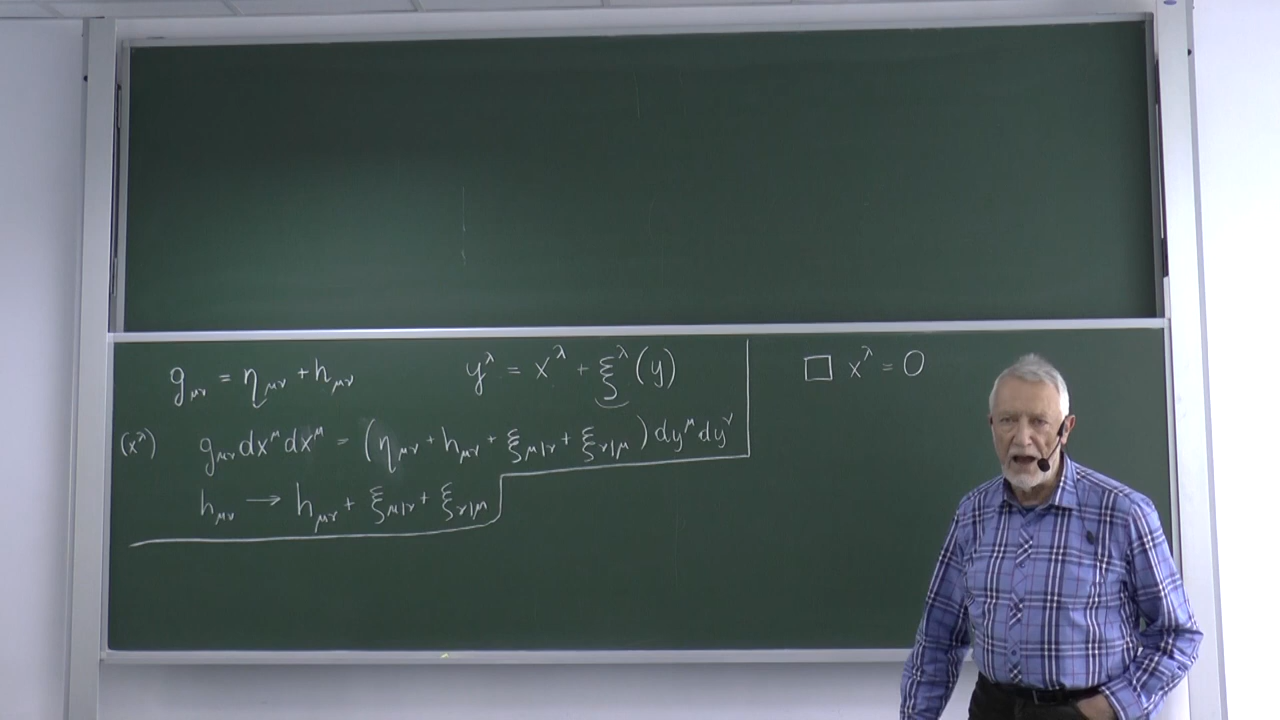 g_{μν} = η_{μν} + h_{μν}
y^λ = x^λ + ξ^λ(y)
(x^λ) g_{μν} dx^μ dx^μ = (η_{μν} + h_{μν} + ξ_{μ|ν} + ξ_{ν|μ}) dy^μ dy^ν
h_{μν} → h_{μν} + ξ_{μ|ν} + ξ_{ν|μ}
□ x^λ = 0